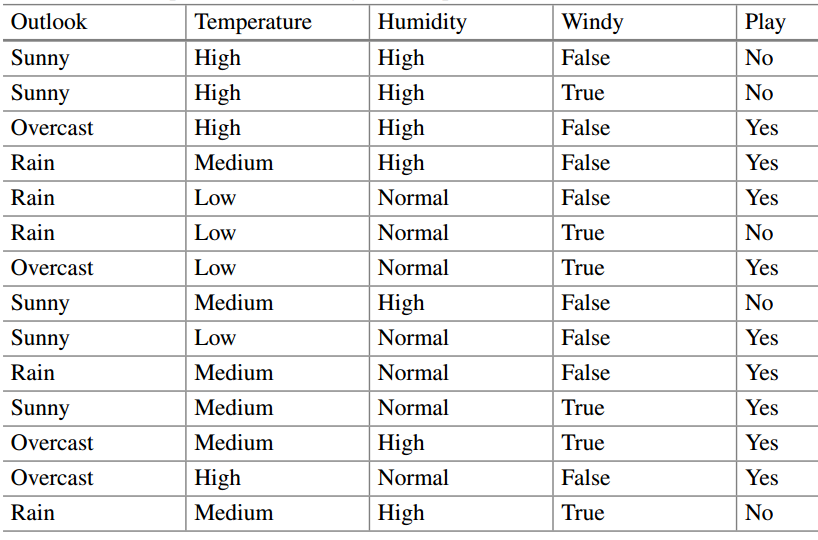 Outlook Temperature Humidity Windy Play
Sunny High High False No
Sunny High High True No
Overcast High High False Yes
Rain Medium High False Yes
Rain Low Normal False Yes
Rain Low Normal True No
Overcast Low Normal True Yes
Sunny Medium High False No
Sunny Low Normal False Yes
Rain Medium Normal False Yes
Sunny Medium Normal True Yes
Overcast Medium High True Yes
Overcast High Normal False Yes
Rain Medium High True No